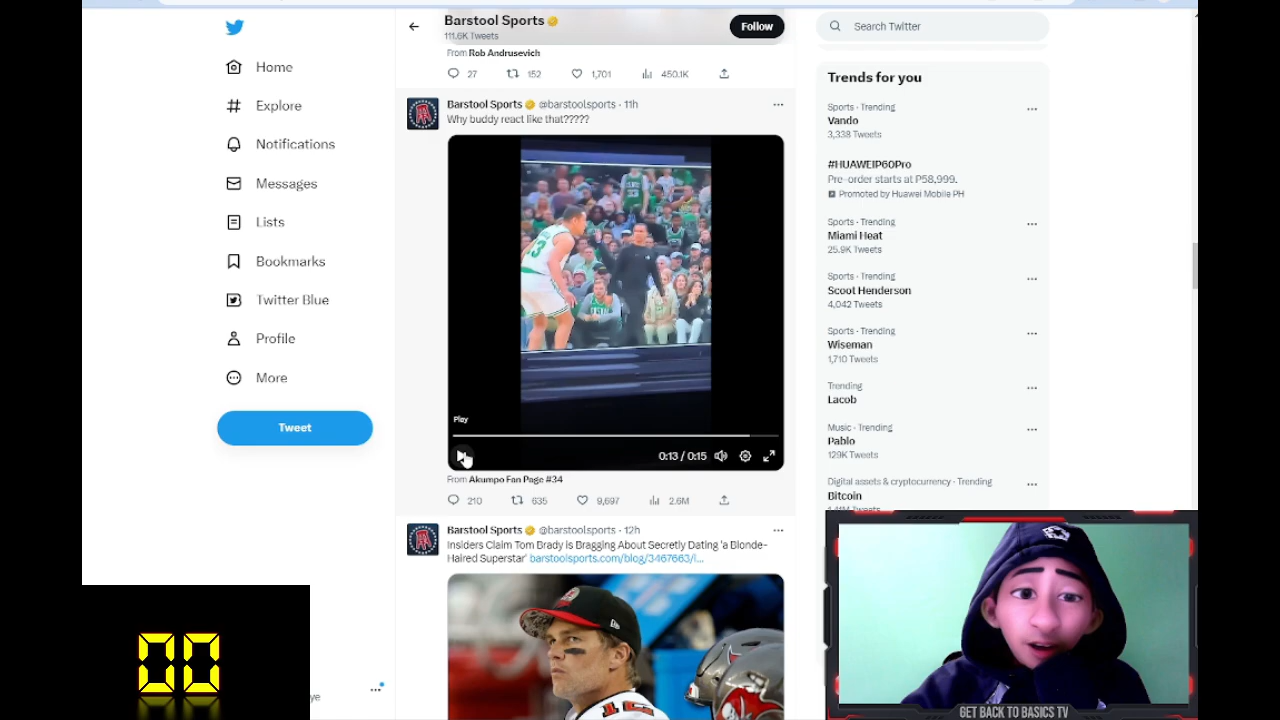 Home
Explore
Notifications
Messages
Lists
Bookmarks
Twitter Blue
Profile
More
Tweet
ye
00
Barstool Sports
111.6K Tweets
Follow
From Rob Andrusevich
27 152 1,701 450.1K
Barstool Sports @barstoolsports · 11h
Why buddy react like that?????
Play
0:13 / 0:15
From Akumpo Fan Page #34
210 635 9,697 2.6M
Barstool Sports @barstoolsports · 12h
Insiders Claim Tom Brady is Bragging About Secretly Dating 'a Blonde-
Haired Superstar' barstoolsports.com/blog/3467663/i...
Search Twitter
Trends for you
Sports · Trending
Vando
3,338 Tweets
#HUAWEIP60Pro
Pre-order starts at P58,999.
Promoted by Huawei Mobile PH
Sports · Trending
Miami Heat
25.9K Tweets
Sports · Trending
Scoot Henderson
4,042 Tweets
Sports · Trending
Wiseman
1,710 Tweets
Trending
Lacob
Music · Trending
Pablo
129K Tweets
Digital assets & cryptocurrency · Trending
Bitcoin
GET BACK TO BASICS TV